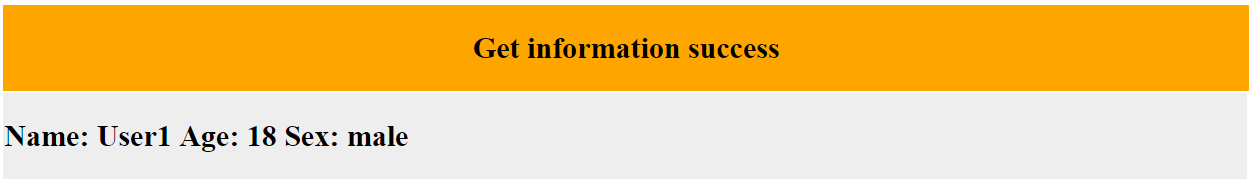 Get information success
Name: User1 Age: 18 Sex: male